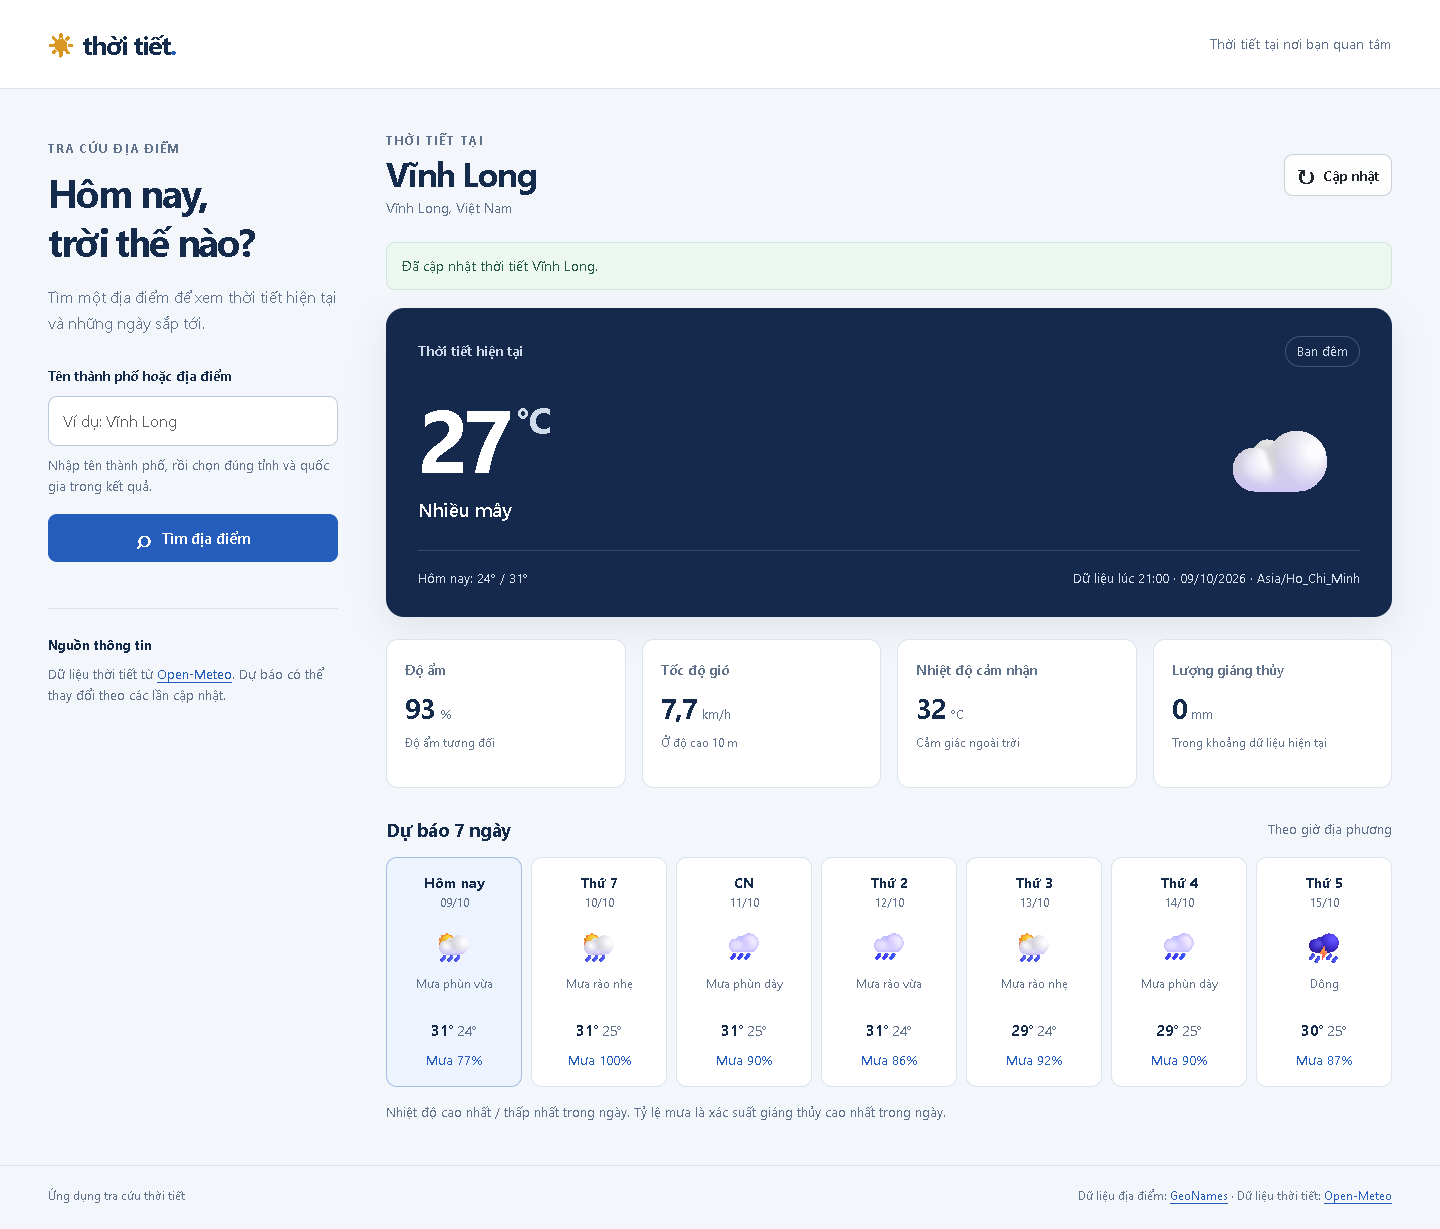 thời tiết.
Thời tiết tại nơi bạn quan tâm
TRA CỨU ĐỊA ĐIỂM
Hôm nay,
trời thế nào?
Tìm một địa điểm để xem thời tiết hiện tại
và những ngày sắp tới.
Tên thành phố hoặc địa điểm
Ví dụ: Vĩnh Long
Nhập tên thành phố, rồi chọn đúng tỉnh và quốc
gia trong kết quả.
Tìm địa điểm
Nguồn thông tin
Dữ liệu thời tiết từ Open-Meteo. Dự báo có thể
thay đổi theo các lần cập nhật.
THỜI TIẾT TẠI
Vĩnh Long
Vĩnh Long, Việt Nam
Cập nhật
Đã cập nhật thời tiết Vĩnh Long.
Thời tiết hiện tại
Ban đêm
27°C
Nhiều mây
Hôm nay: 24° / 31°
Dữ liệu lúc 21:00 · 09/10/2026 · Asia/Ho_Chi_Minh
Độ ẩm
93 %
Độ ẩm tương đối
Tốc độ gió
7,7 km/h
Ở độ cao 10 m
Nhiệt độ cảm nhận
32 °C
Cảm giác ngoài trời
Lượng giáng thủy
0 mm
Trong khoảng dữ liệu hiện tại
Dự báo 7 ngày
Theo giờ địa phương
Hôm nay
09/10
Mưa phùn vừa
31° 24°
Mưa 77%
Thứ 7
10/10
Mưa rào nhẹ
31° 25°
Mưa 100%
CN
11/10
Mưa phùn dày
31° 25°
Mưa 90%
Thứ 2
12/10
Mưa rào vừa
31° 24°
Mưa 86%
Thứ 3
13/10
Mưa rào nhẹ
29° 24°
Mưa 92%
Thứ 4
14/10
Mưa phùn dày
29° 25°
Mưa 90%
Thứ 5
15/10
Dông
30° 25°
Mưa 87%
Nhiệt độ cao nhất / thấp nhất trong ngày. Tỷ lệ mưa là xác suất giáng thủy cao nhất trong ngày.
Ứng dụng tra cứu thời tiết
Dữ liệu địa điểm: GeoNames · Dữ liệu thời tiết: Open-Meteo